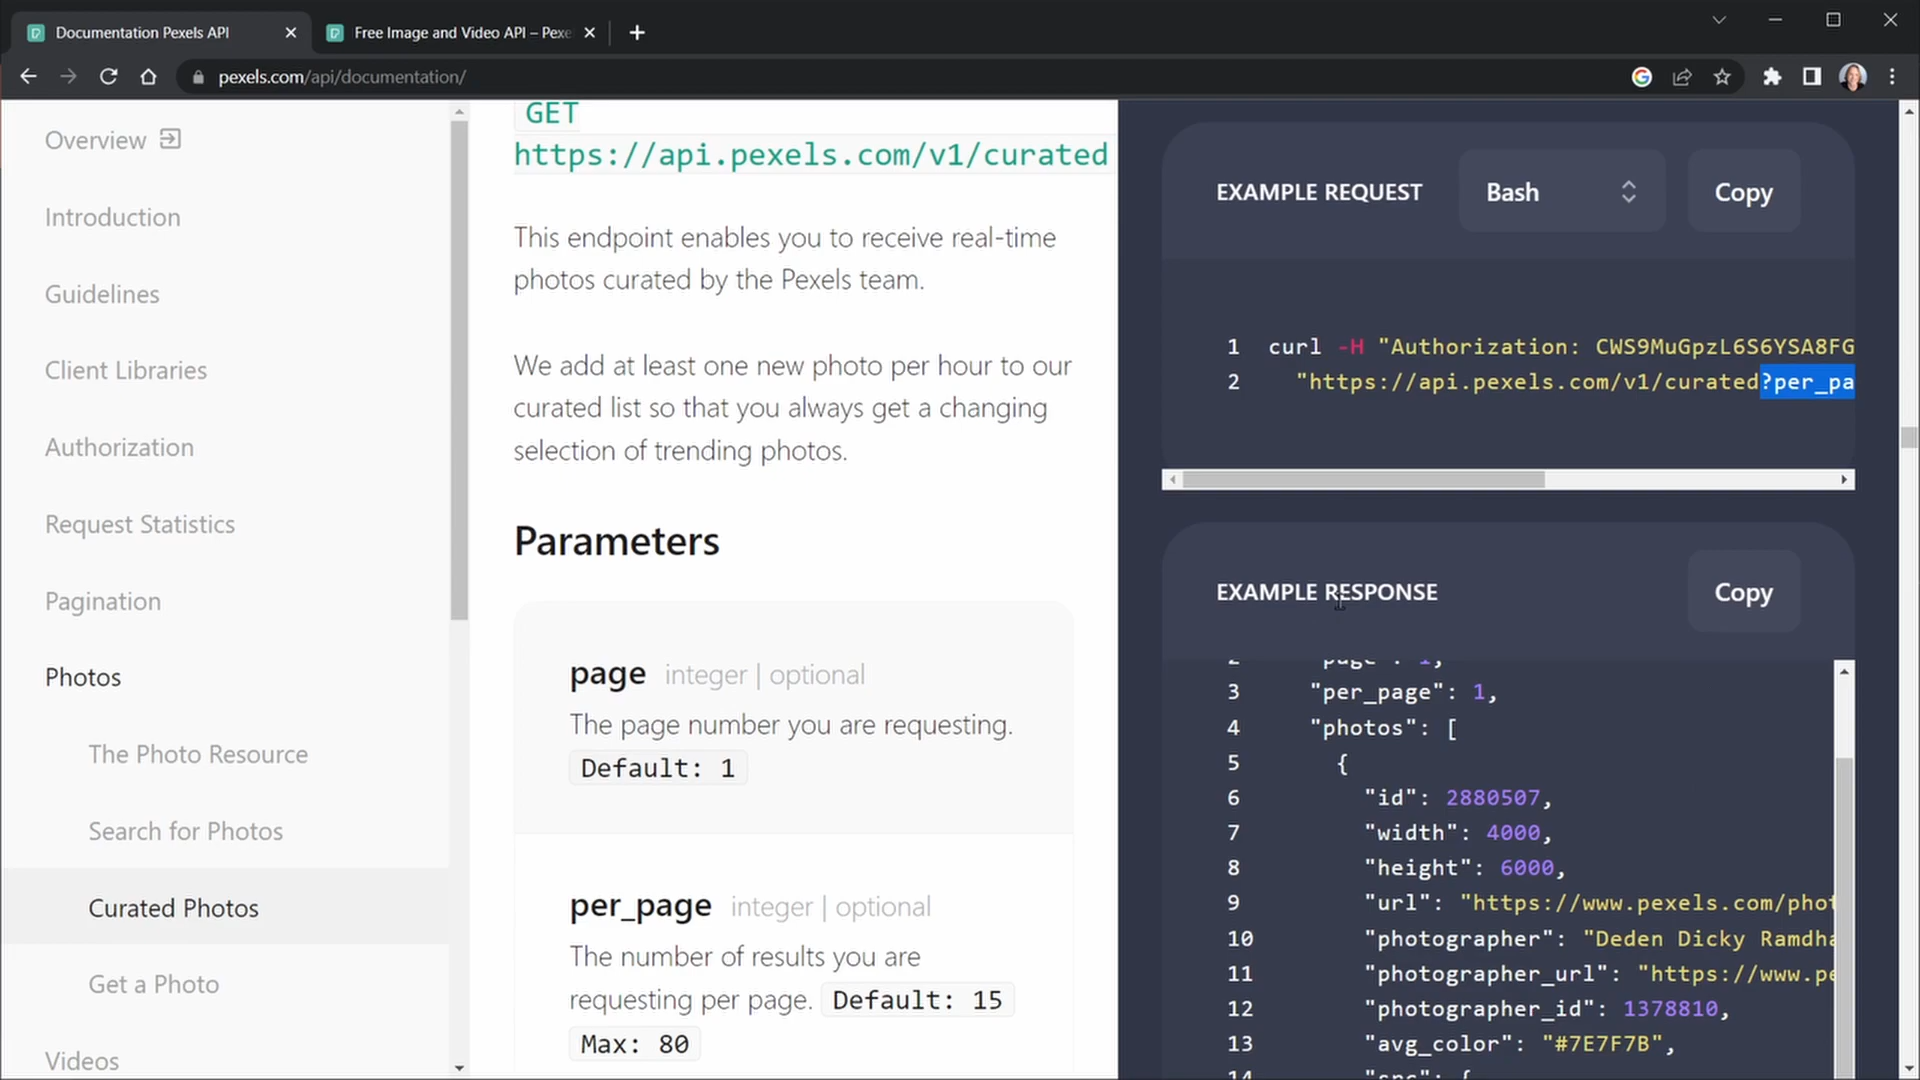 Documentation Pexels API
Free Image and Video API – Pexe
pexels.com/api/documentation/
Overview
Introduction
Guidelines
Client Libraries
Authorization
Request Statistics
Pagination
Photos
The Photo Resource
Search for Photos
Curated Photos
Get a Photo
Videos
GET
https://api.pexels.com/v1/curated
This endpoint enables you to receive real-time
photos curated by the Pexels team.
We add at least one new photo per hour to our
curated list so that you always get a changing
selection of trending photos.
Parameters
page integer | optional
The page number you are requesting.
Default: 1
per_page integer | optional
The number of results you are
requesting per page. Default: 15
Max: 80
EXAMPLE REQUEST Bash Copy
1 curl -H "Authorization: CWS9MuGpzL6S6YSA8FG
2 "https://api.pexels.com/v1/curated?per_pa
EXAMPLE RESPONSE Copy
2 "page": 1,
3 "per_page": 1,
4 "photos": [
5 {
6 "id": 2880507,
7 "width": 4000,
8 "height": 6000,
9 "url": "https://www.pexels.com/phot
10 "photographer": "Deden Dicky Ramdha
11 "photographer_url": "https://www.pe
12 "photographer_id": 1378810,
13 "avg_color": "#7E7F7B",
14 "src": {